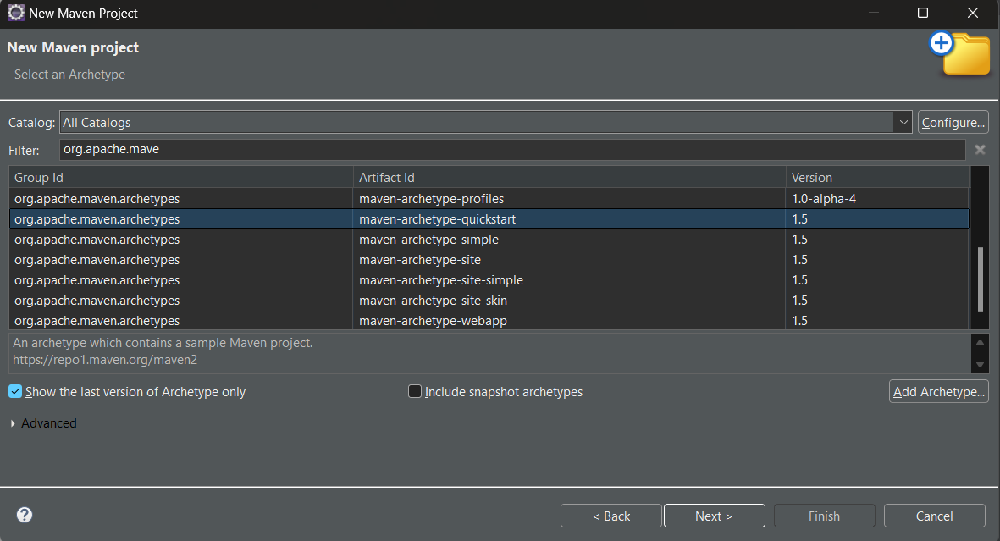 New Maven Project
New Maven project
Select an Archetype
Catalog: All Catalogs Configure...
Filter: org.apache.mave
Group Id Artifact Id Version
org.apache.maven.archetypes maven-archetype-profiles 1.0-alpha-4
org.apache.maven.archetypes maven-archetype-quickstart 1.5
org.apache.maven.archetypes maven-archetype-simple 1.5
org.apache.maven.archetypes maven-archetype-site 1.5
org.apache.maven.archetypes maven-archetype-site-simple 1.5
org.apache.maven.archetypes maven-archetype-site-skin 1.5
org.apache.maven.archetypes maven-archetype-webapp 1.5
An archetype which contains a sample Maven project.
https://repo1.maven.org/maven2
Show the last version of Archetype only Include snapshot archetypes Add Archetype...
Advanced
? < Back Next > Finish Cancel